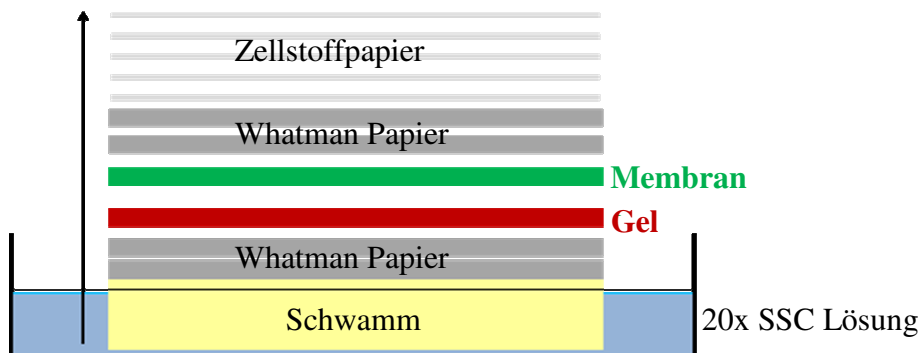 Zellstoffpapier
Whatman Papier
Membran
Gel
Whatman Papier
Schwamm
20x SSC Lösung